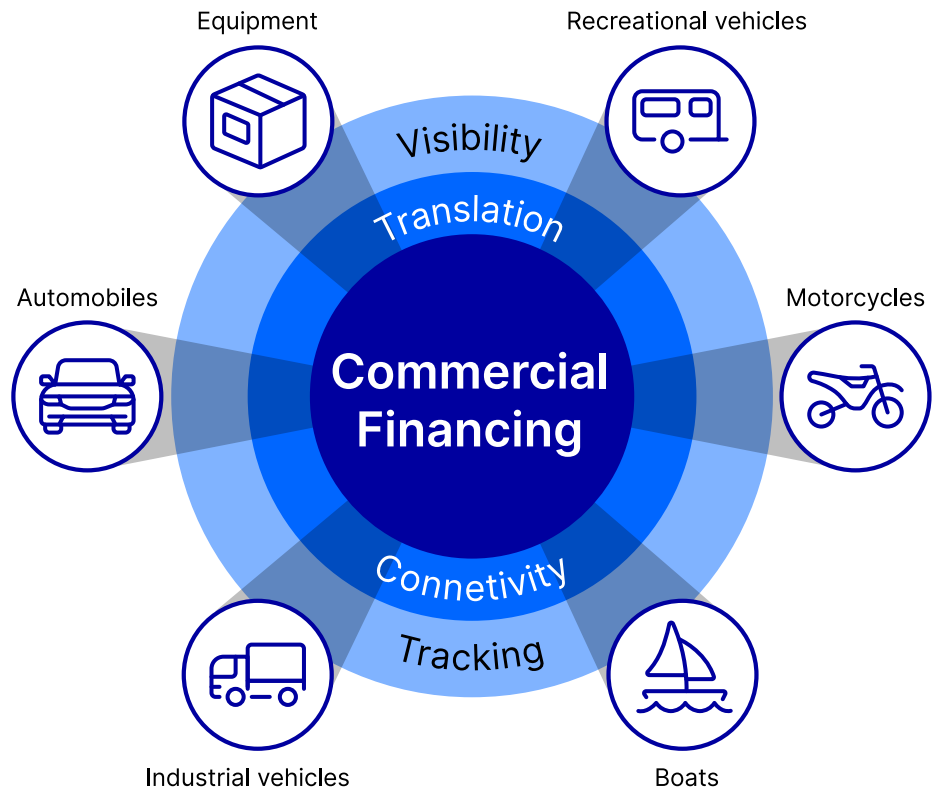 Equipment
Recreational vehicles
Visibility
Translation
Automobiles
Motorcycles
Commercial
Financing
Connetivity
Tracking
Industrial vehicles
Boats